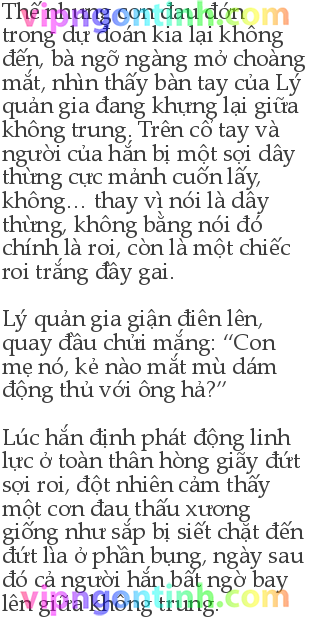 vipngontinh.com
Thế nhưng cơn đau đớn
trong dự đoán kia lại không
đến, bà ngỡ ngàng mở choàng
mắt, nhìn thấy bàn tay của Lý
quản gia đang khựng lại giữa
không trung. Trên cổ tay và
người của hắn bị một sợi dây
thừng cực mảnh cuốn lấy,
không... thay vì nói là dây
thừng, không bằng nói đó
chính là roi, còn là một chiếc
roi trắng đầy gai.
Lý quản gia giận điên lên,
quay đầu chửi mắng: “Con
mẹ nó, kẻ nào mắt mù dám
động thủ với ông hả?”
Lúc hắn định phát động linh
lực ở toàn thân hòng giãy đứt
sợi roi, đột nhiên cảm thấy
một cơn đau thấu xương
giống như sắp bị siết chặt đến
đứt lìa ở phần bụng, ngày sau
đó cả người hắn bất ngờ bay
lên giữa không trung.
vipngontinh.com